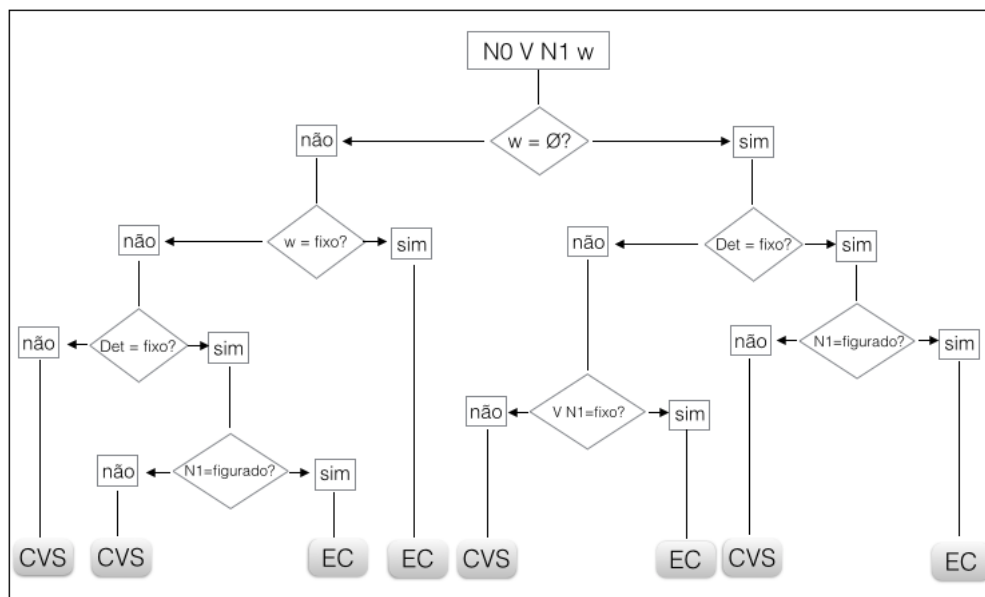 N0 V N1 w
não
w = Ø?
sim
não
w = fixo?
sim
não
Det = fixo?
sim
não
Det = fixo?
sim
não
N1=figurado?
sim
não
V N1=fixo?
sim
não
N1=figurado?
sim
CVS
CVS
EC
EC
CVS
EC
CVS
EC